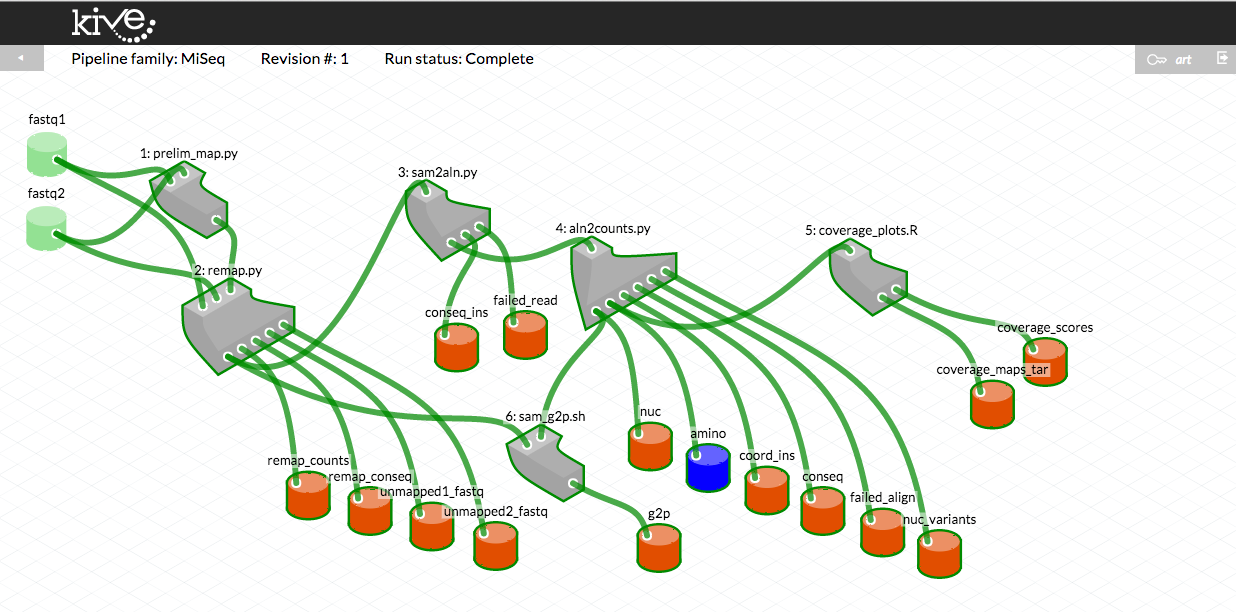 kive
Pipeline family: MiSeq Revision #: 1 Run status: Complete
art
fastq1
1: prelim_map.py
3: sam2aln.py
fastq2
4: aln2counts.py
5: coverage_plots.R
2: remap.py
failed_read
conseq_ins
coverage_scores
coverage_maps_tar
6: sam_g2p.sh
nuc
amino
coord_ins
remap_counts
remap_conseq
conseq
unmapped1_fastq
failed_align
unmapped2_fastq
g2p
nuc_variants